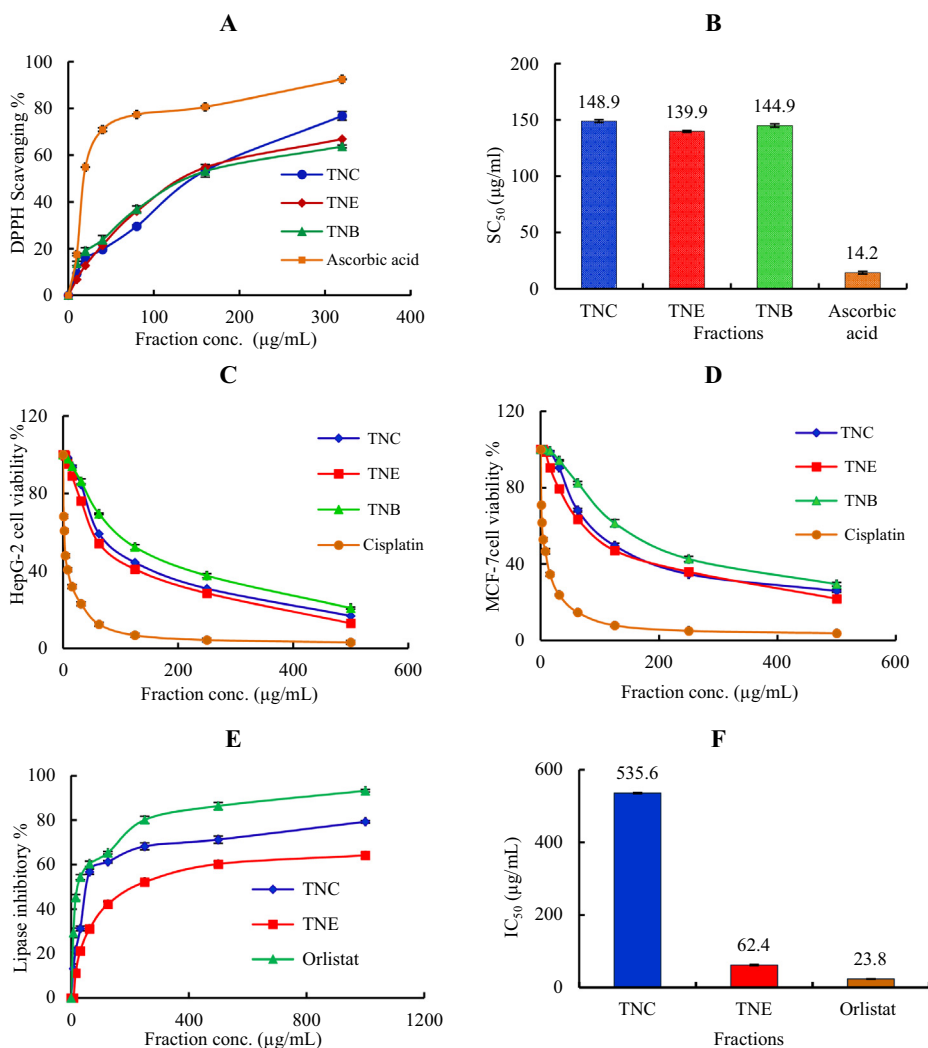 A
DPPH Scavenging %
100
80
60
40
20
0
0
100
200
300
400
TNC
TNE
TNB
Ascorbic acid
Fraction conc. (µg/mL)
B
SC50 (µg/ml)
200
150
100
50
0
148.9
139.9
144.9
14.2
TNC
TNE
TNB
Ascorbic
acid
Fractions
C
HepG-2 cell viability %
120
80
40
0
0
200
400
600
TNC
TNE
TNB
Cisplatin
Fraction conc. (µg/mL)
D
MCF-7cell viability %
120
80
40
0
0
200
400
600
TNC
TNE
TNB
Cisplatin
Fraction conc. (µg/mL)
E
Lipase inhibitory %
100
80
60
40
20
0
0
400
800
1200
TNC
TNE
Orlistat
Fraction conc. (µg/mL)
F
IC50 (µg/mL)
600
400
200
0
535.6
62.4
23.8
TNC
TNE
Orlistat
Fractions